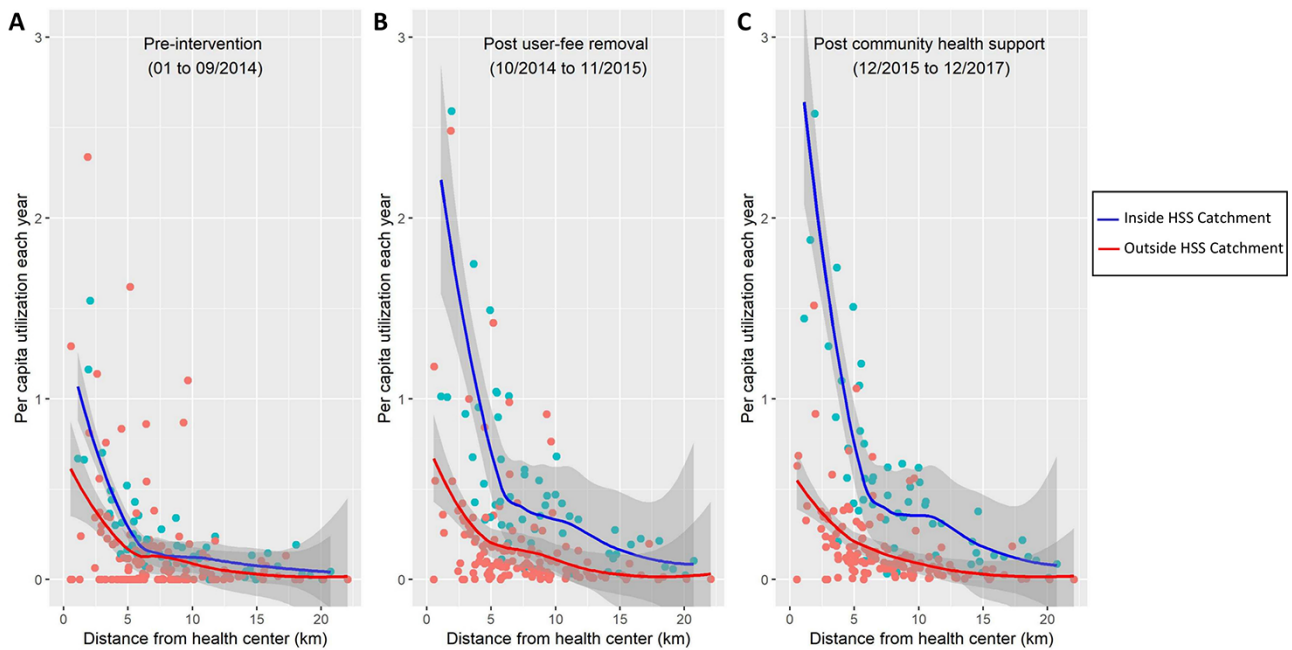 A
Pre-intervention
(01 to 09/2014)
3
2
1
0
Per capita utilization each year
0 5 10 15 20
Distance from health center (km)
B
Post user-fee removal
(10/2014 to 11/2015)
3
2
1
0
Per capita utilization each year
0 5 10 15 20
Distance from health center (km)
C
Post community health support
(12/2015 to 12/2017)
3
2
1
0
Per capita utilization each year
0 5 10 15 20
Distance from health center (km)
Inside HSS Catchment
Outside HSS Catchment